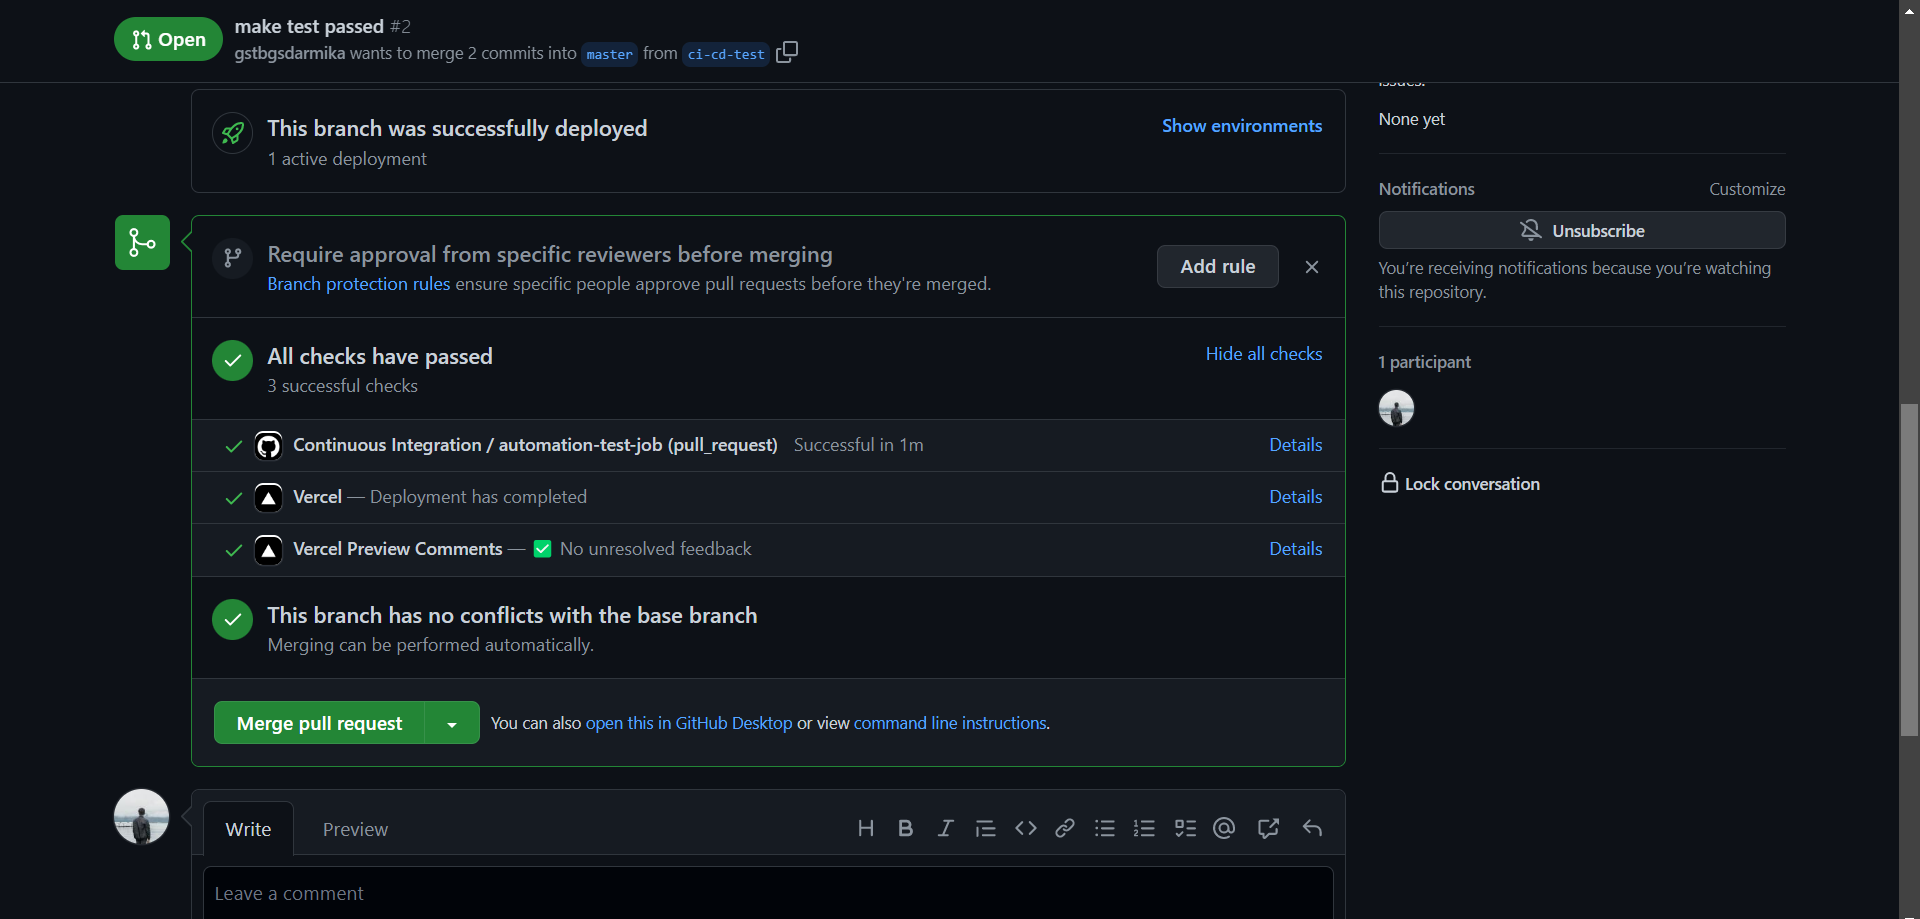 Open
make test passed #2
gstbgsdarmika wants to merge 2 commits into master from ci-cd-test
This branch was successfully deployed
1 active deployment
Show environments
Require approval from specific reviewers before merging
Branch protection rules ensure specific people approve pull requests before they're merged.
Add rule
All checks have passed
3 successful checks
Hide all checks
Continuous Integration / automation-test-job (pull_request) Successful in 1m
Details
Vercel — Deployment has completed
Details
Vercel Preview Comments — ✅ No unresolved feedback
Details
This branch has no conflicts with the base branch
Merging can be performed automatically.
Merge pull request
You can also open this in GitHub Desktop or view command line instructions.
Write
Preview
Leave a comment
issues.
None yet
Notifications
Customize
Unsubscribe
You’re receiving notifications because you’re watching
this repository.
1 participant
Lock conversation